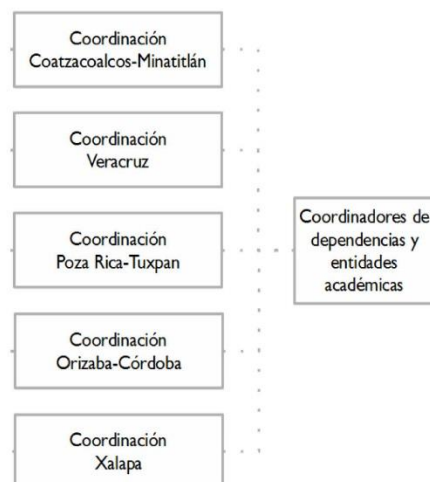 Coordinación
Coatzacoalcos-Minatitlán
Coordinación
Veracruz
Coordinación
Poza Rica-Tuxpan
Coordinación
Orizaba-Córdoba
Coordinación
Xalapa
Coordinadores de
dependencias y
entidades
académicas